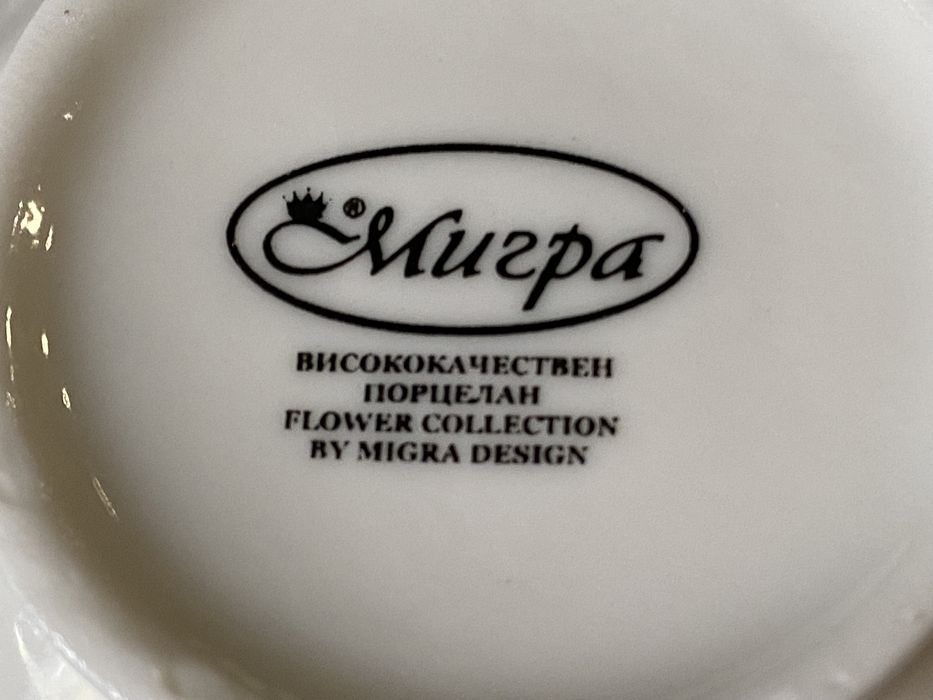 ® Мигра
ВИСОКОКАЧЕСТВЕН
ПОРЦЕЛАН
FLOWER COLLECTION
BY MIGRA DESIGN